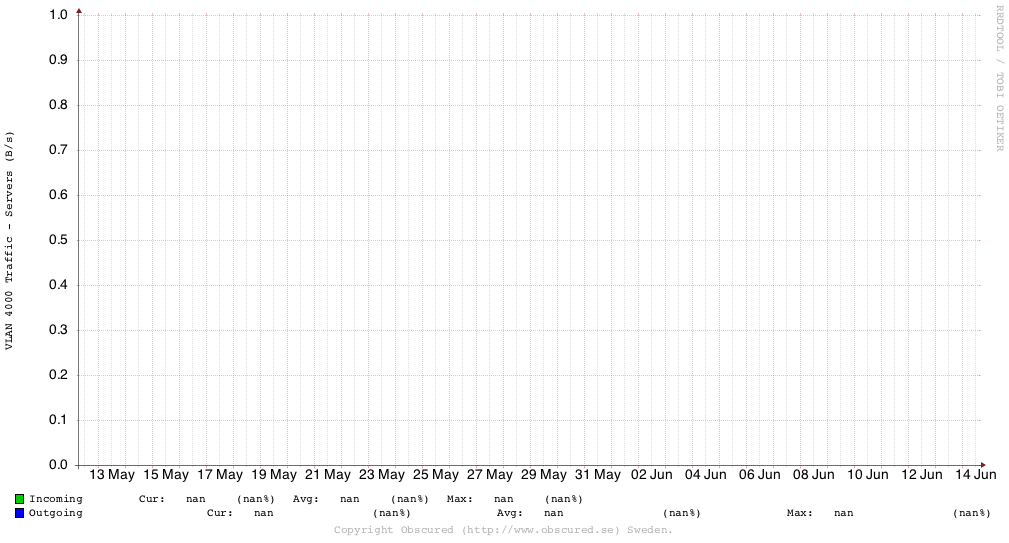 RRDTOOL / TOBI OETIKER
VLAN 4000 Traffic - Servers (B/s)
1.0
0.9
0.8
0.7
0.6
0.5
0.4
0.3
0.2
0.1
0.0
13 May 15 May 17 May 19 May 21 May 23 May 25 May 27 May 29 May 31 May 02 Jun 04 Jun 06 Jun 08 Jun 10 Jun 12 Jun 14 Jun
Incoming Cur: nan (nan%) Avg: nan (nan%) Max: nan (nan%)
Outgoing Cur: nan (nan%) Avg: nan (nan%) Max: nan (nan%)
Copyright Obscured (http://www.obscured.se) Sweden.